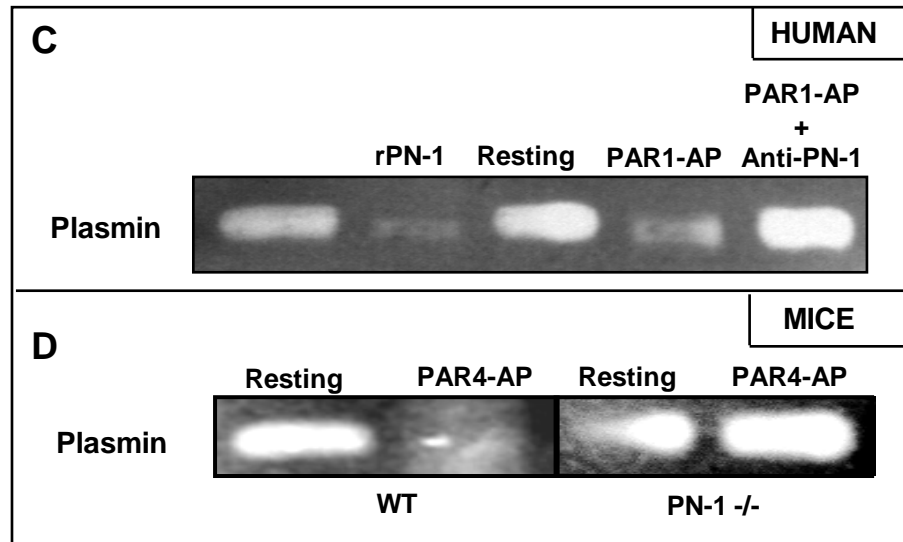 C
HUMAN
PAR1-AP
+
rPN-1 Resting PAR1-AP Anti-PN-1
Plasmin
D
MICE
Resting PAR4-AP Resting PAR4-AP
Plasmin
WT PN-1 -/-